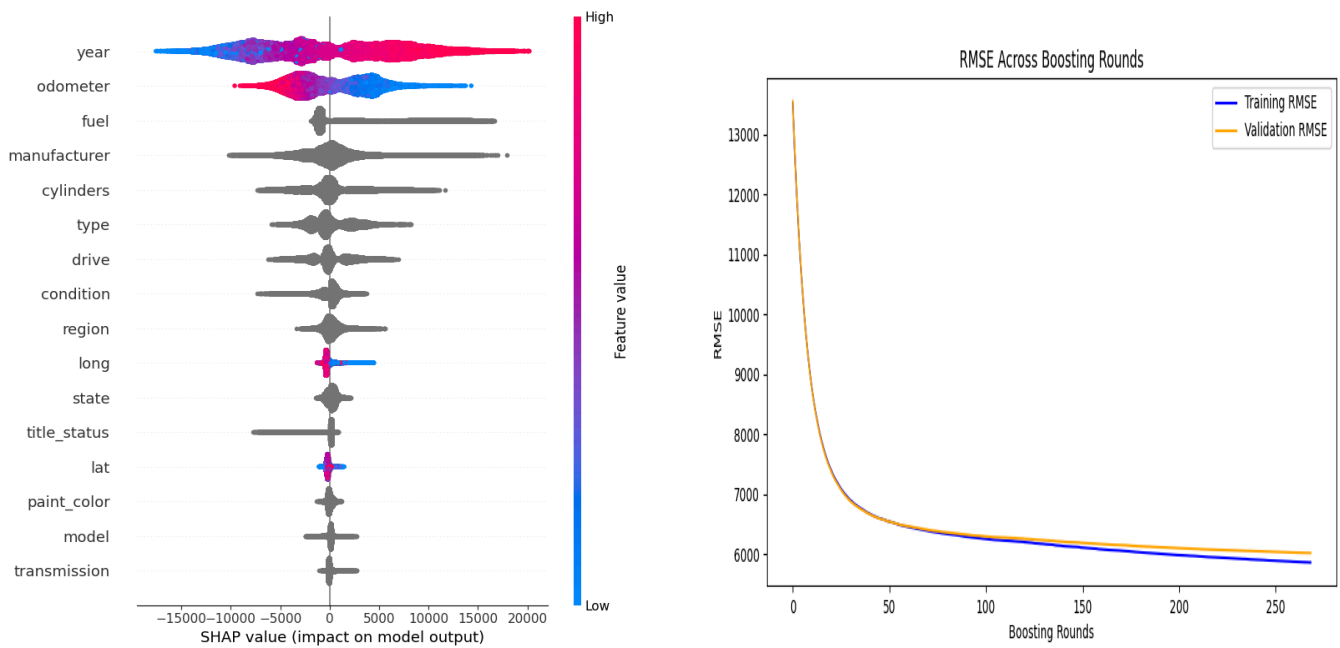 High
year
odometer
fuel
manufacturer
cylinders
type
drive
condition
region
long
state
title_status
lat
paint_color
model
transmission
Low
Feature value
−15000 −10000 −5000 0 5000 10000 15000 20000
SHAP value (impact on model output)
RMSE Across Boosting Rounds
Training RMSE
Validation RMSE
13000
12000
11000
10000
9000
8000
7000
6000
RMSE
0 50 100 150 200 250
Boosting Rounds